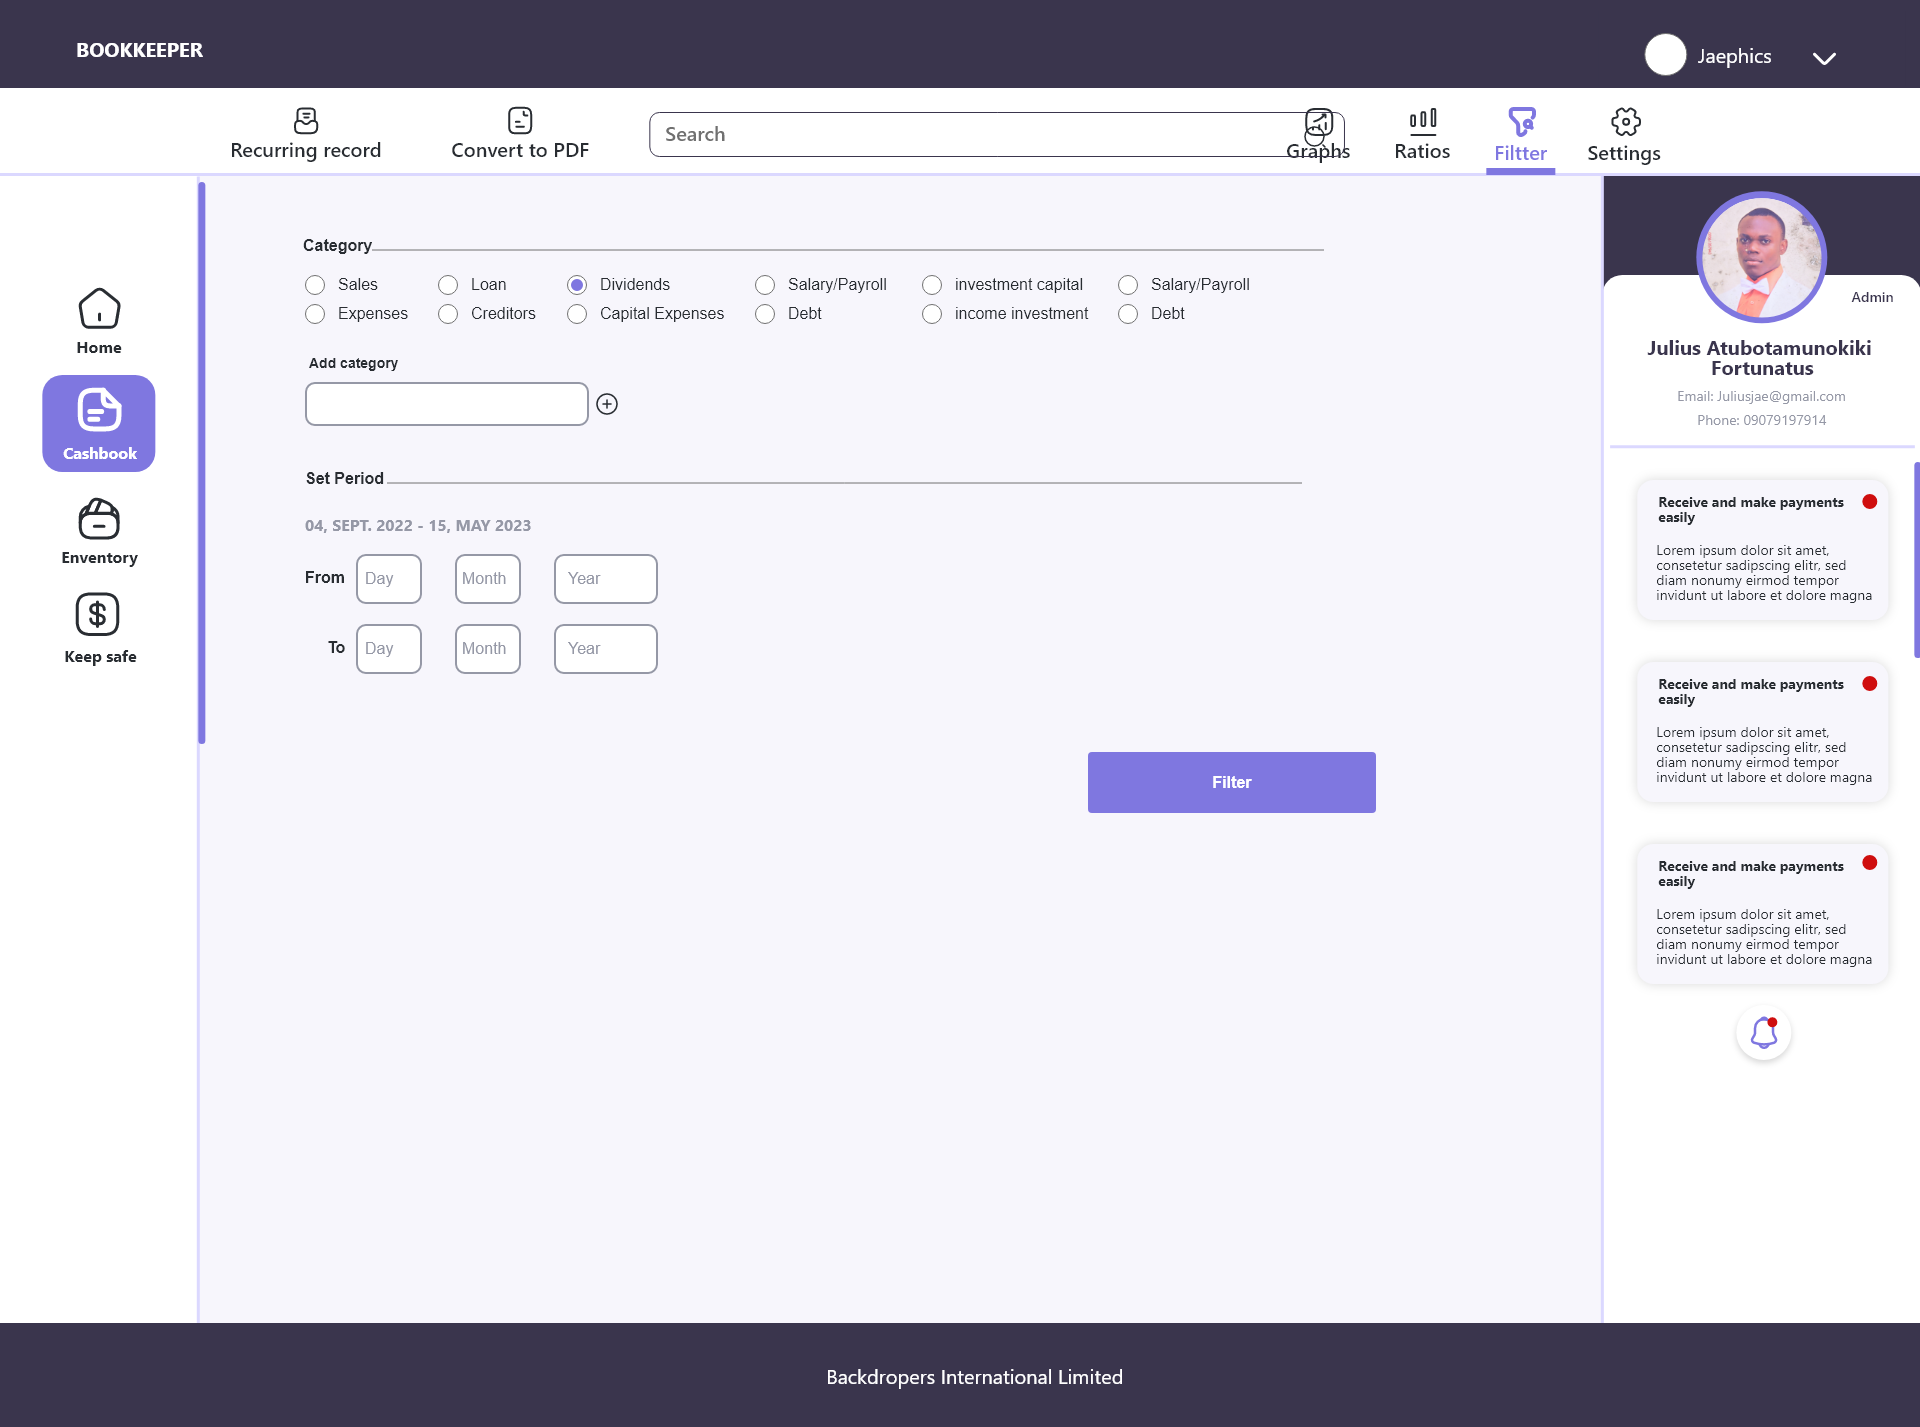 BOOKKEEPER
Jaephics
Recurring record
Convert to PDF
Search
Graphs
Ratios
Filtter
Settings
Home
Cashbook
Inventory
Keep safe
Category
Sales Loan Dividends Salary/Payroll investment capital Salary/Payroll
Expenses Creditors Capital Expenses Debt income investment Debt
Add category
Set Period
04, SEPT. 2022 - 15, MAY 2023
From Day Month Year
To Day Month Year
Filter
Admin
Julius Atubotamunokiki
Fortunatus
Email: Juliusjae@gmail.com
Phone: 09079197914
Receive and make payments
easily
Lorem ipsum dolor sit amet,
consetetur sadipscing elitr, sed
diam nonumy eirmod tempor
invidunt ut labore et dolore magna
Receive and make payments
easily
Lorem ipsum dolor sit amet,
consetetur sadipscing elitr, sed
diam nonumy eirmod tempor
invidunt ut labore et dolore magna
Receive and make payments
easily
Lorem ipsum dolor sit amet,
consetetur sadipscing elitr, sed
diam nonumy eirmod tempor
invidunt ut labore et dolore magna
Backdropers International Limited